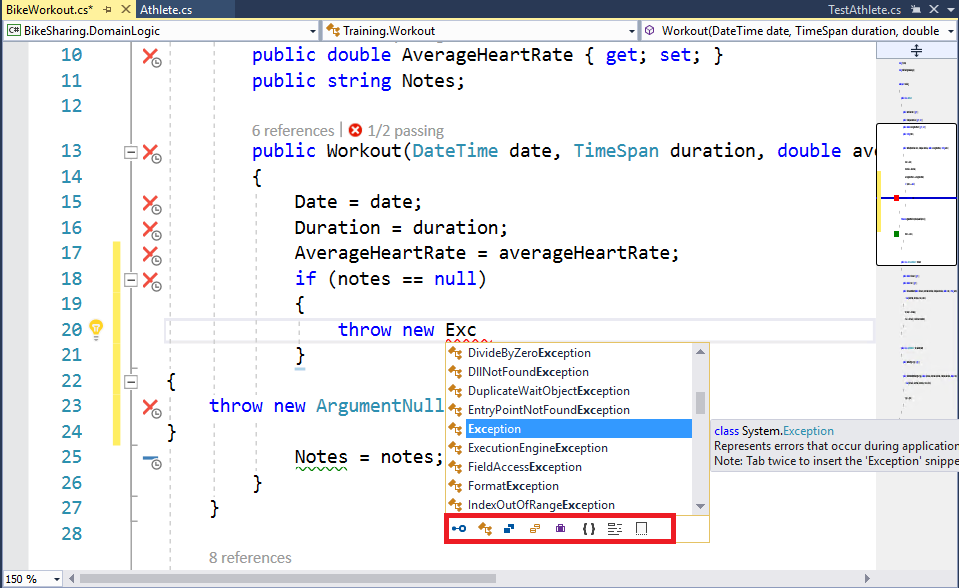 BikeWorkout.cs* Athlete.cs TestAthlete.cs
C# BikeSharing.DomainLogic Training.Workout Workout(DateTime date, TimeSpan duration, double
10 public double AverageHeartRate { get; set; }
11 public string Notes;
12
6 references | 1/2 passing
13 public Workout(DateTime date, TimeSpan duration, double ave
14 {
15 Date = date;
16 Duration = duration;
17 AverageHeartRate = averageHeartRate;
18 if (notes == null)
19 {
20 throw new Exc
21 }
22 {
23 throw new ArgumentNull
24 }
25 Notes = notes;
26 }
27 }
28
8 references
DivideByZeroException
DllNotFoundException
DuplicateWaitObjectException
EntryPointNotFoundException
Exception
ExecutionEngineException
FieldAccessException
FormatException
IndexOutOfRangeException
class System.Exception
Represents errors that occur during application
Note: Tab twice to insert the 'Exception' snippe
150 %